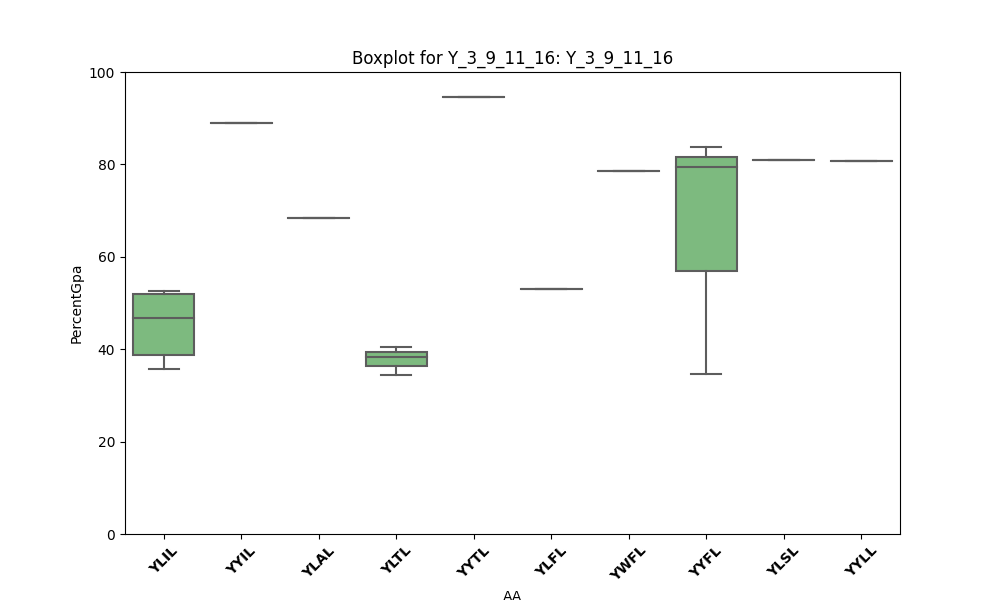 Boxplot for Y_3_9_11_16: Y_3_9_11_16
100
80
60
40
20
0
PercentGpa
YLIL
YYIL
YLAL
YLTL
YYTL
YLFL
YWFL
YYFL
YLSL
YYLL
AA